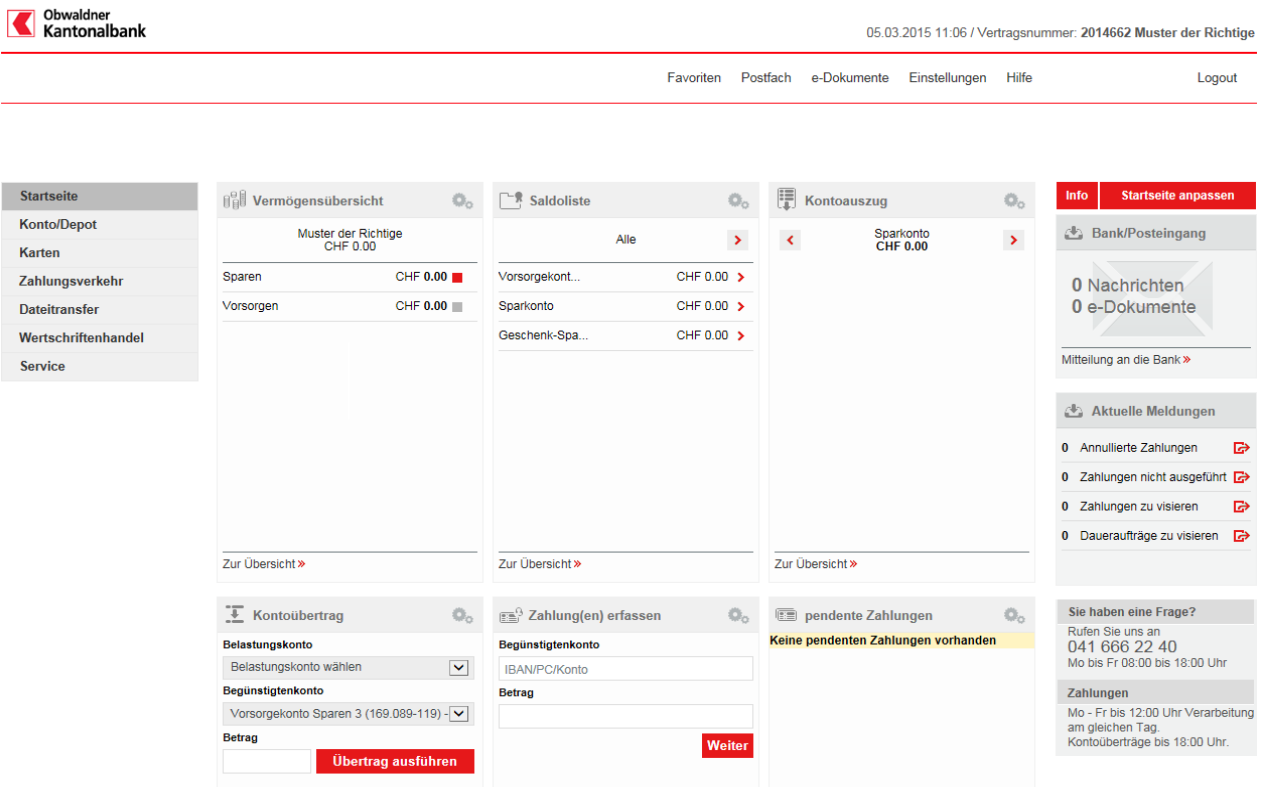 Obwaldner
Kantonalbank
05.03.2015 11:06 / Vertragsnummer: 2014662 Muster der Richtige
Favoriten Postfach e-Dokumente Einstellungen Hilfe Logout
Startseite
Konto/Depot
Karten
Zahlungsverkehr
Dateitransfer
Wertschriftenhandel
Service
Vermögensübersicht
Muster der Richtige
CHF 0.00
Sparen CHF 0.00
Vorsorgen CHF 0.00
Zur Übersicht »
Saldoliste
Alle
Vorsorgekont... CHF 0.00
Sparkonto CHF 0.00
Geschenk-Spa... CHF 0.00
Zur Übersicht »
Kontoauszug
Sparkonto
CHF 0.00
Zur Übersicht »
Info Startseite anpassen
Bank/Posteingang
0 Nachrichten
0 e-Dokumente
Mitteilung an die Bank »
Aktuelle Meldungen
0 Annullierte Zahlungen
0 Zahlungen nicht ausgeführt
0 Zahlungen zu visieren
0 Daueraufträge zu visieren
Kontoübertrag
Belastungskonto
Belastungskonto wählen
Begünstigtenkonto
Vorsorgekonto Sparen 3 (169.089-119) -
Betrag
Übertrag ausführen
Zahlung(en) erfassen
Begünstigtenkonto
IBAN/PC/Konto
Betrag
Weiter
pendente Zahlungen
Keine pendenten Zahlungen vorhanden
Sie haben eine Frage?
Rufen Sie uns an
041 666 22 40
Mo bis Fr 08:00 bis 18:00 Uhr
Zahlungen
Mo - Fr bis 12:00 Uhr Verarbeitung
am gleichen Tag.
Kontoüberträge bis 18:00 Uhr.